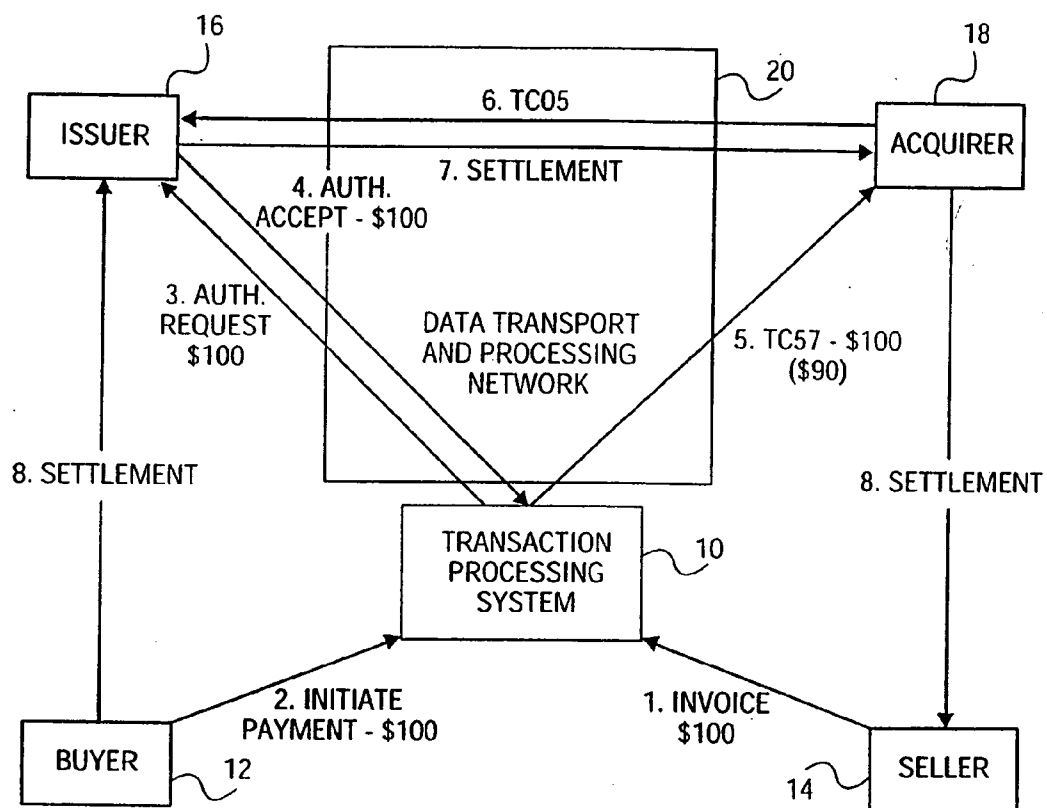 16
18
20
ISSUER
6. TC05
ACQUIRER
7. SETTLEMENT
4. AUTH.
ACCEPT - $100
3. AUTH.
REQUEST
$100
DATA TRANSPORT
AND PROCESSING
NETWORK
5. TC57 - $100
($90)
8. SETTLEMENT
8. SETTLEMENT
TRANSACTION
PROCESSING
SYSTEM
10
2. INITIATE
PAYMENT - $100
1. INVOICE
$100
BUYER
12
14
SELLER